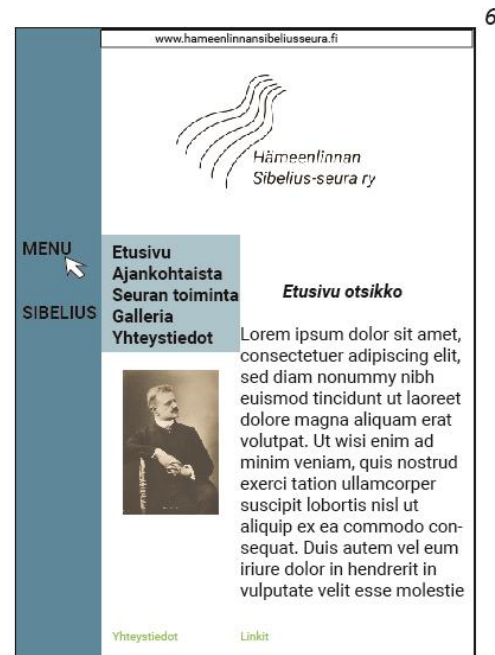 6
www.hameenlinnansibeliusseura.fi
Hämeenlinnan
Sibelius-seura ry
MENU
SIBELIUS
Etusivu
Ajankohtaista
Seuran toiminta
Galleria
Yhteystiedot
Etusivu otsikko
Lorem ipsum dolor sit amet,
consectetuer adipiscing elit,
sed diam nonummy nibh
euismod tincidunt ut laoreet
dolore magna aliquam erat
volutpat. Ut wisi enim ad
minim veniam, quis nostrud
exerci tation ullamcorper
suscipit lobortis nisl ut
aliquip ex ea commodo con-
sequat. Duis autem vel eum
iriure dolor in hendrerit in
vulputate velit esse molestie
Yhteystiedot
Linkit